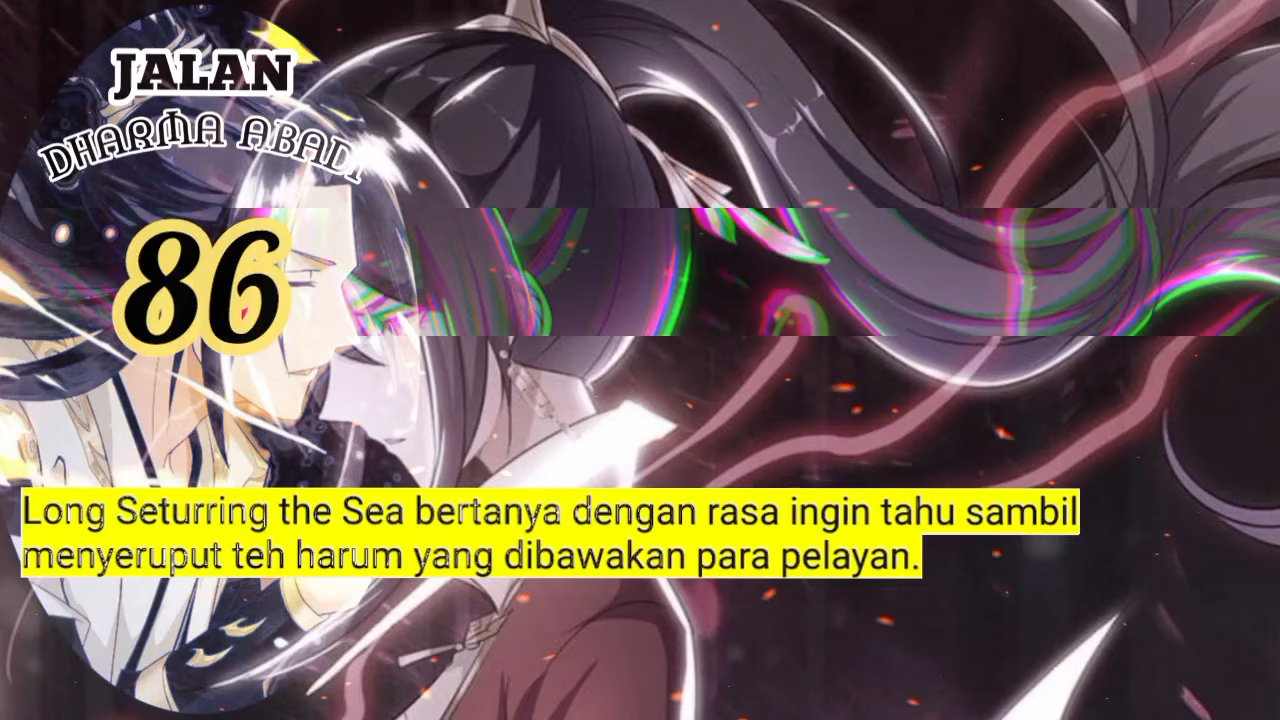 JALAN
DHARMA ABADI
86
Long Seturring the Sea bertanya dengan rasa ingin tahu sambil
menyeruput teh harum yang dibawakan para pelayan.